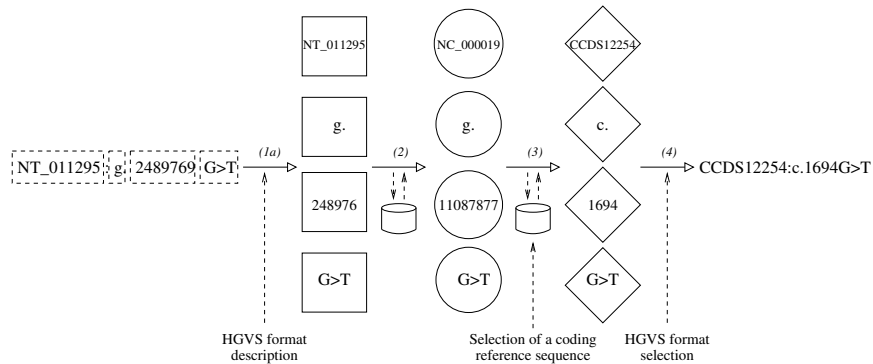 NT_011295
NC_000019
CCDS12254
g.
g.
c.
NT_011295 : g. 2489769 G>T
(1a)
(2)
(3)
(4)
CCDS12254:c.1694G>T
248976
11087877
1694
G>T
G>T
G>T
HGVS format
description
Selection of a coding
reference sequence
HGVS format
selection